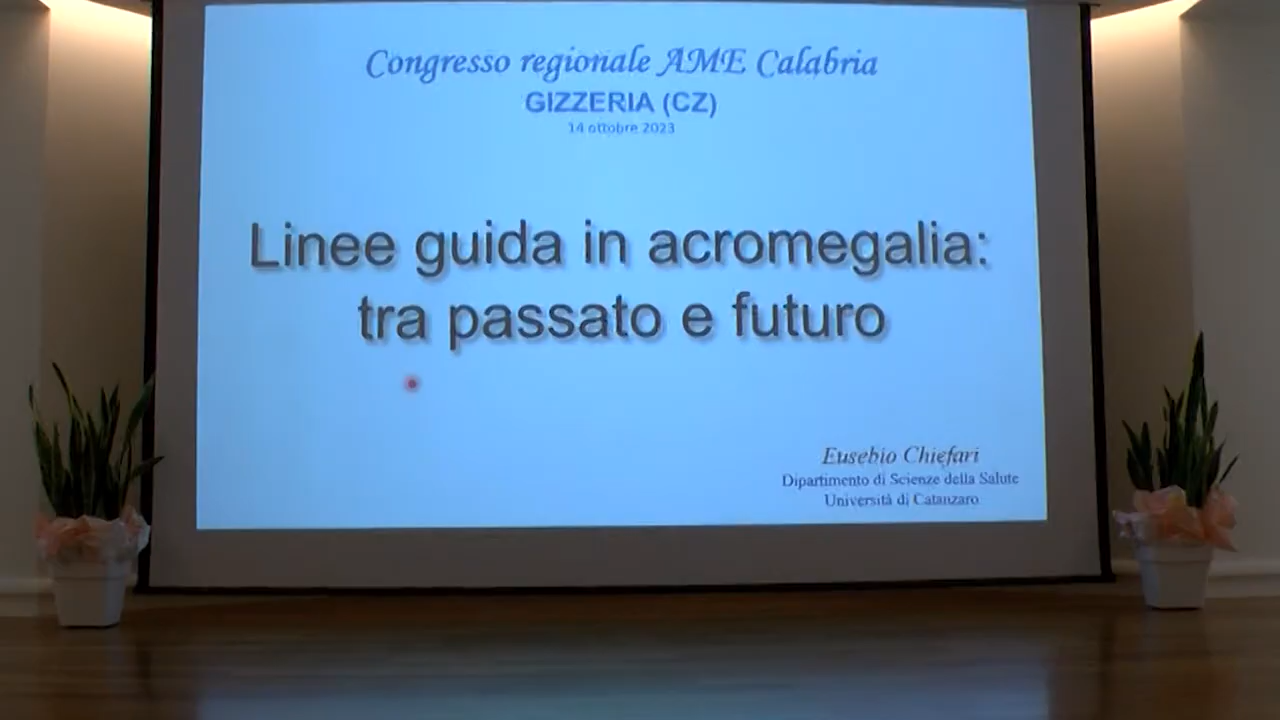 Congresso regionale AME Calabria
GIZZERIA (CZ)
14 ottobre 2023
Linee guida in acromegalia:
tra passato e futuro
Eusebio Chiefari
Dipartimento di Scienze della Salute
Università di Catanzaro